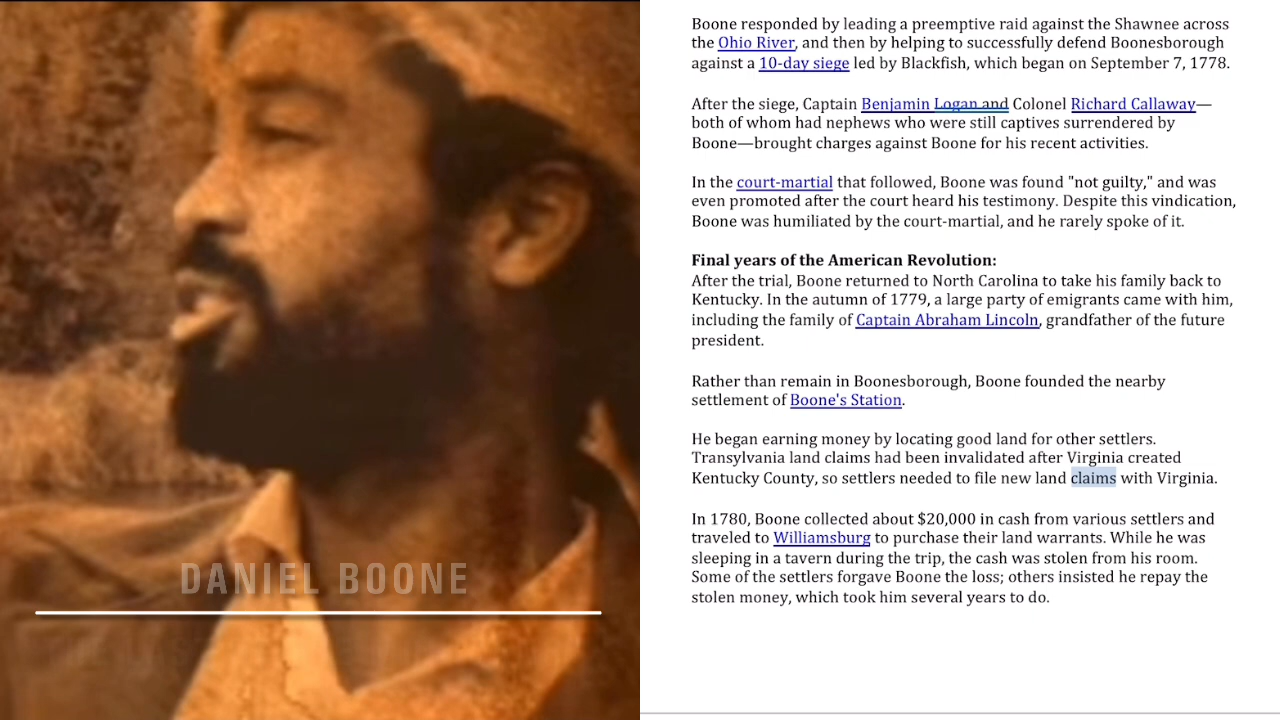 DANIEL BOONE
Boone responded by leading a preemptive raid against the Shawnee across
the Ohio River, and then by helping to successfully defend Boonesborough
against a 10-day siege led by Blackfish, which began on September 7, 1778.
After the siege, Captain Benjamin Logan and Colonel Richard Callaway—
both of whom had nephews who were still captives surrendered by
Boone—brought charges against Boone for his recent activities.
In the court-martial that followed, Boone was found "not guilty," and was
even promoted after the court heard his testimony. Despite this vindication,
Boone was humiliated by the court-martial, and he rarely spoke of it.
Final years of the American Revolution:
After the trial, Boone returned to North Carolina to take his family back to
Kentucky. In the autumn of 1779, a large party of emigrants came with him,
including the family of Captain Abraham Lincoln, grandfather of the future
president.
Rather than remain in Boonesborough, Boone founded the nearby
settlement of Boone's Station.
He began earning money by locating good land for other settlers.
Transylvania land claims had been invalidated after Virginia created
Kentucky County, so settlers needed to file new land claims with Virginia.
In 1780, Boone collected about $20,000 in cash from various settlers and
traveled to Williamsburg to purchase their land warrants. While he was
sleeping in a tavern during the trip, the cash was stolen from his room.
Some of the settlers forgave Boone the loss; others insisted he repay the
stolen money, which took him several years to do.